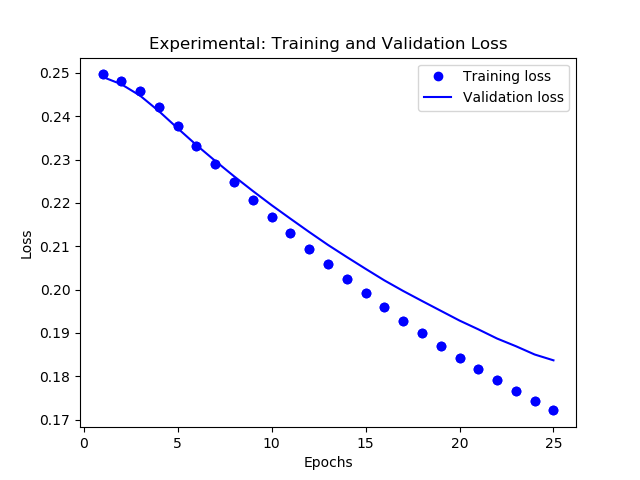 Experimental: Training and Validation Loss
Training loss
Validation loss
0.25
0.24
0.23
0.22
0.21
0.20
0.19
0.18
0.17
Loss
0 5 10 15 20 25
Epochs